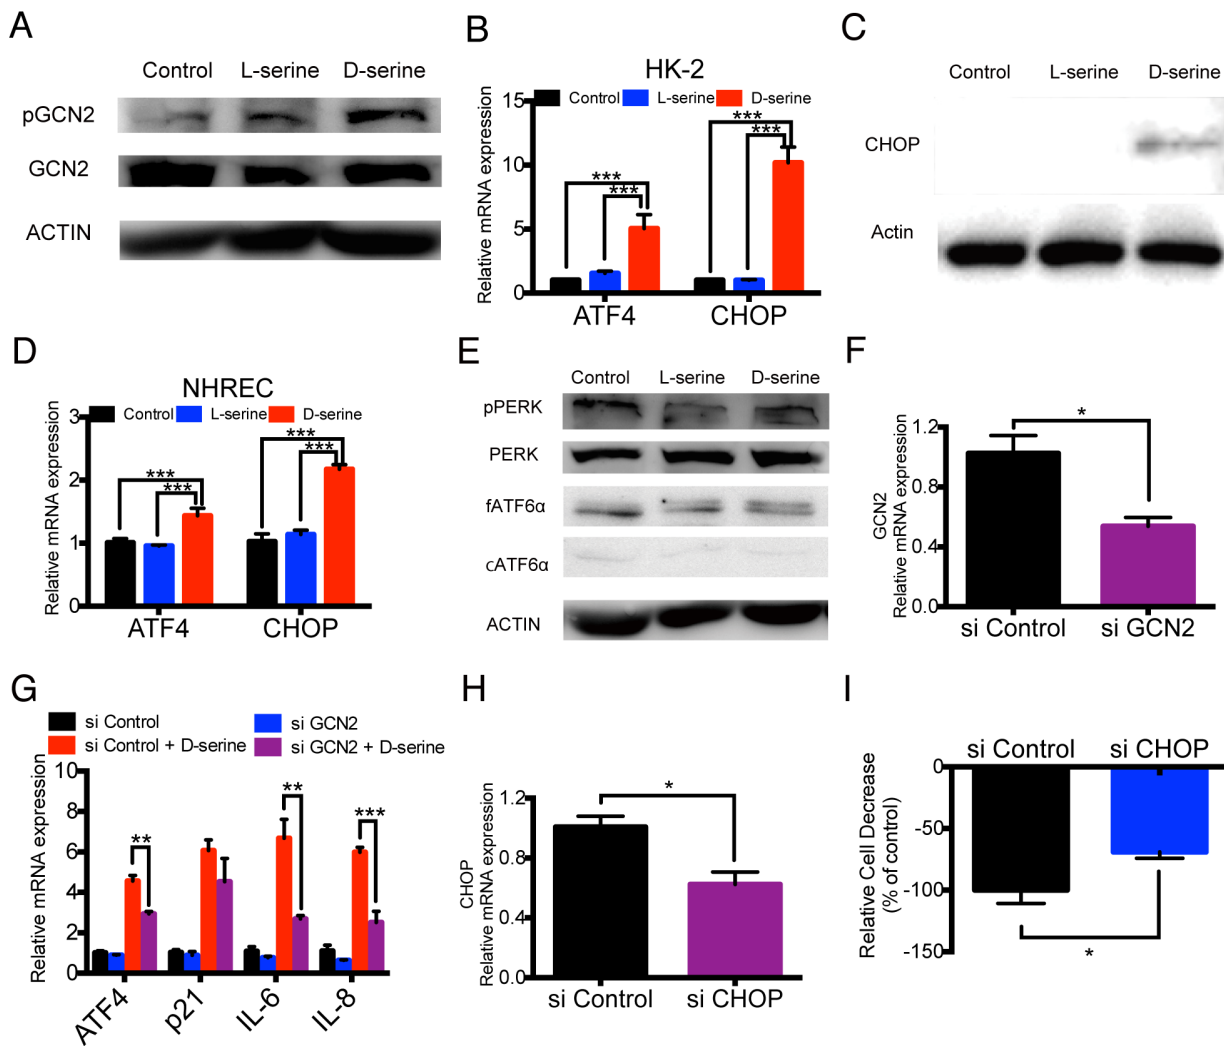 A
Control L-serine D-serine
pGCN2
GCN2
ACTIN
B
HK-2
Control L-serine D-serine
Relative mRNA expression
15
10
5
0
***
***
***
***
ATF4 CHOP
C
Control L-serine D-serine
CHOP
Actin
D
NHREC
Control L-serine D-serine
Relative mRNA expression
3
2
1
0
***
***
***
***
ATF4 CHOP
E
Control L-serine D-serine
pPERK
PERK
fATF6α
cATF6α
ACTIN
F
GCN2
Relative mRNA expression
1.2
0.8
0.4
0.0
*
si Control si GCN2
G
si Control si GCN2
si Control + D-serine si GCN2 + D-serine
Relative mRNA expression
10
8
6
4
2
0
**
**
***
ATF4 p21 IL-6 IL-8
H
CHOP
Relative mRNA expression
1.2
0.8
0.4
0.0
*
si Control si CHOP
I
si Control si CHOP
Relative Cell Decrease
(% of control)
0
-50
-100
-150
*